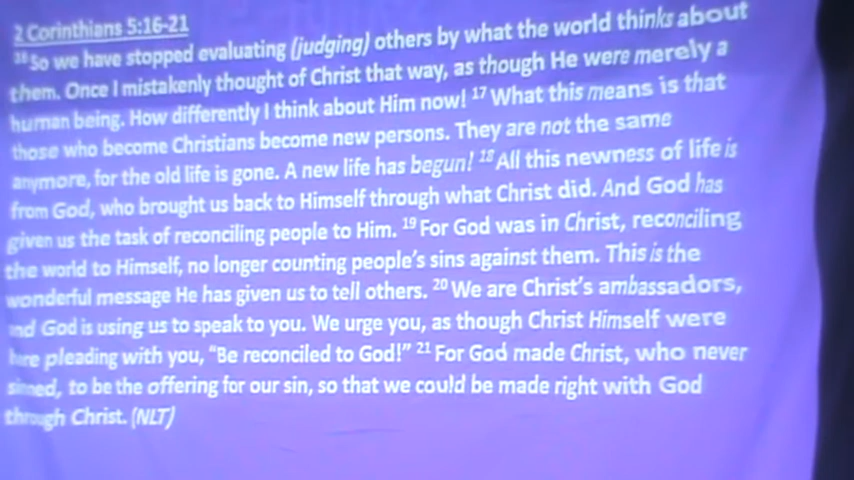 2 Corinthians 5:16-21
16 So we have stopped evaluating (judging) others by what the world thinks about
them. Once I mistakenly thought of Christ that way, as though He were merely a
human being. How differently I think about Him now! 17 What this means is that
those who become Christians become new persons. They are not the same
anymore, for the old life is gone. A new life has begun! 18 All this newness of life is
from God, who brought us back to Himself through what Christ did. And God has
given us the task of reconciling people to Him. 19 For God was in Christ, reconciling
the world to Himself, no longer counting people's sins against them. This is the
wonderful message He has given us to tell others. 20 We are Christ's ambassadors,
and God is using us to speak to you. We urge you, as though Christ Himself were
here pleading with you, "Be reconciled to God!" 21 For God made Christ, who never
sinned, to be the offering for our sin, so that we could be made right with God
through Christ. (NLT)